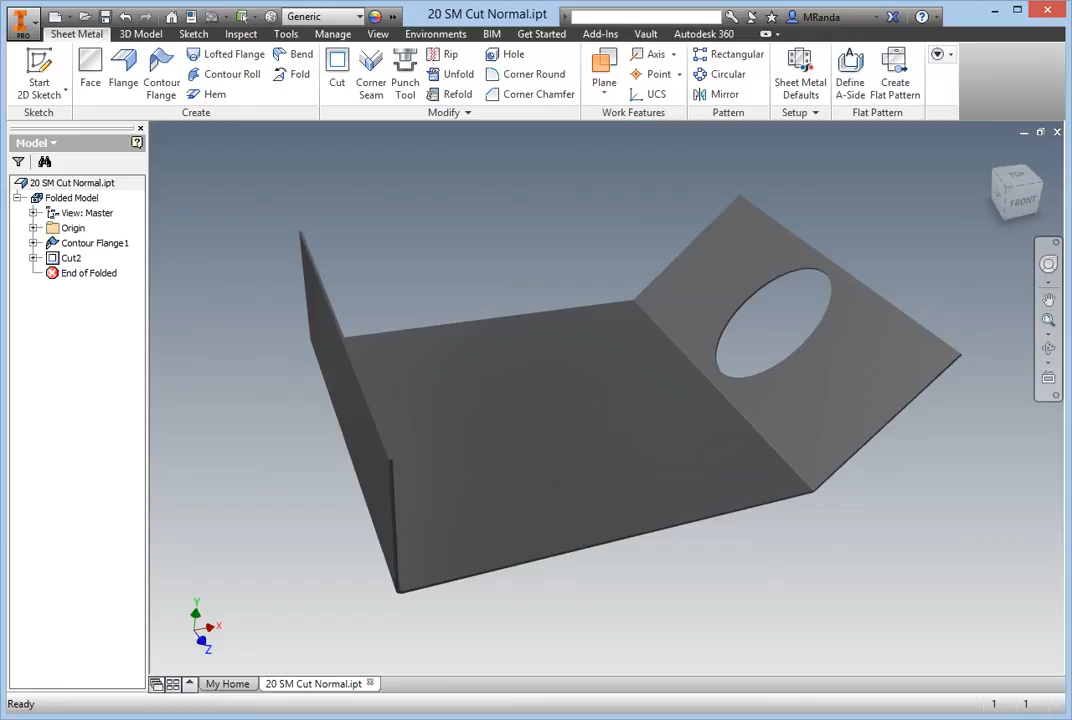 PRO
Generic
20 SM Cut Normal.ipt
MRanda
Sheet Metal
3D Model
Sketch
Inspect
Tools
Manage
View
Environments
BIM
Get Started
Add-Ins
Vault
Autodesk 360
Start
2D Sketch
Sketch
Face
Flange
Contour
Flange
Lofted Flange
Contour Roll
Hem
Bend
Fold
Create
Cut
Corner
Seam
Punch
Tool
Rip
Unfold
Refold
Hole
Corner Round
Corner Chamfer
Modify
Plane
Axis
Point
UCS
Work Features
Rectangular
Circular
Mirror
Pattern
Sheet Metal
Defaults
Setup
Define
A-Side
Create
Flat Pattern
Flat Pattern
Model
20 SM Cut Normal.ipt
Folded Model
View: Master
Origin
Contour Flange1
Cut2
End of Folded
TOP
FRONT
Y
X
Z
My Home
20 SM Cut Normal.ipt
Ready
1
1